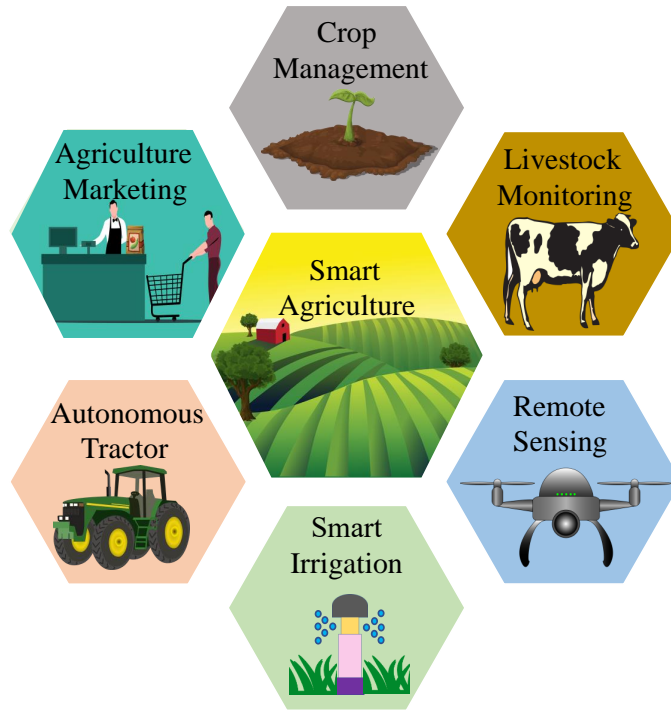 Crop
Management
Agriculture
Marketing
Livestock
Monitoring
Smart
Agriculture
Autonomous
Tractor
Remote
Sensing
Smart
Irrigation